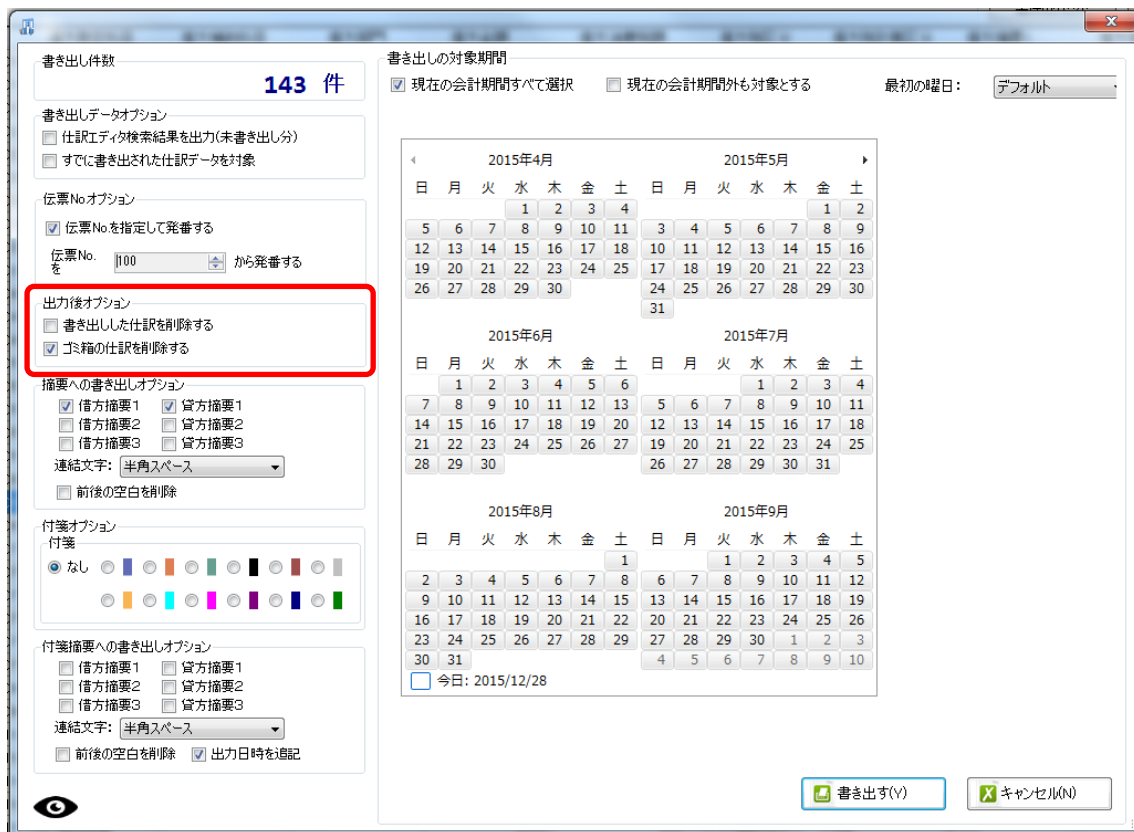 書き出し件数
143 件
書き出しデータオプション
仕訳エディタ検索結果を出力(未書き出し分)
すでに書き出された仕訳データを対象
伝票Noオプション
伝票No.を指定して発番する
伝票No.を
100
から発番する
出力後オプション
書き出しした仕訳を削除する
ゴミ箱の仕訳を削除する
摘要への書き出しオプション
借方摘要1 貸方摘要1
借方摘要2 貸方摘要2
借方摘要3 貸方摘要3
連結文字: 半角スペース
前後の空白を削除
付箋オプション
付箋
なし
付箋摘要への書き出しオプション
借方摘要1 貸方摘要1
借方摘要2 貸方摘要2
借方摘要3 貸方摘要3
連結文字: 半角スペース
前後の空白を削除 出力日時を追記
書き出しの対象期間
現在の会計期間すべて選択 現在の会計期間外も対象とする 最初の曜日: デフォルト
2015年4月 2015年5月
日 月 火 水 木 金 土 日 月 火 水 木 金 土
1 2 3 4 1 2
5 6 7 8 9 10 11 3 4 5 6 7 8 9
12 13 14 15 16 17 18 10 11 12 13 14 15 16
19 20 21 22 23 24 25 17 18 19 20 21 22 23
26 27 28 29 30 24 25 26 27 28 29 30
31
2015年6月 2015年7月
日 月 火 水 木 金 土 日 月 火 水 木 金 土
1 2 3 4 5 6 1 2 3 4
7 8 9 10 11 12 13 5 6 7 8 9 10 11
14 15 16 17 18 19 20 12 13 14 15 16 17 18
21 22 23 24 25 26 27 19 20 21 22 23 24 25
28 29 30 26 27 28 29 30 31
2015年8月 2015年9月
日 月 火 水 木 金 土 日 月 火 水 木 金 土
1 1 2 3 4 5
2 3 4 5 6 7 8 6 7 8 9 10 11 12
9 10 11 12 13 14 15 13 14 15 16 17 18 19
16 17 18 19 20 21 22 20 21 22 23 24 25 26
23 24 25 26 27 28 29 27 28 29 30 1 2 3
30 31 4 5 6 7 8 9 10
今日: 2015/12/28
書き出す(Y) キャンセル(N)